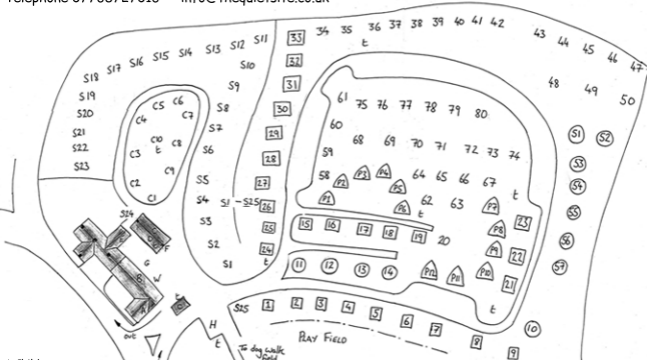 Telephone 07768727016 info@thequietsite.co.uk
33 34 35 36 37 38 39 40 41 42 43 44 45 46 47
t
S18 S17 S16 S15 S14 S13 S12 S11
32
S10
S19
31
S9
48 49 50
S20
C4 C5 C6 C7
S8
30
61 75 76 77 78 79 80
S21
S7
29
60
51 52
S22
C3 C10 C8
t
S6
28
59 68 69 70 71 72 73 74
53
S23
C9
58 P2 P3 P4 P5 64 65 66 67
54
C2
S5
27
t
C1
S4 S1 -S25 26
P1 P6 62 63 P7
t
55
S24
S3
25
15 16 17 18 19 20
P8 23
56
F
S2
24
P9 22
57
G
S1
t
11 12 13 14 P12 P11 P10 21
B W
t
A
t
S25 1 2 3 4 5 6 7 8 9 10
out
H
t
PLAY FIELD
To dog walk
field